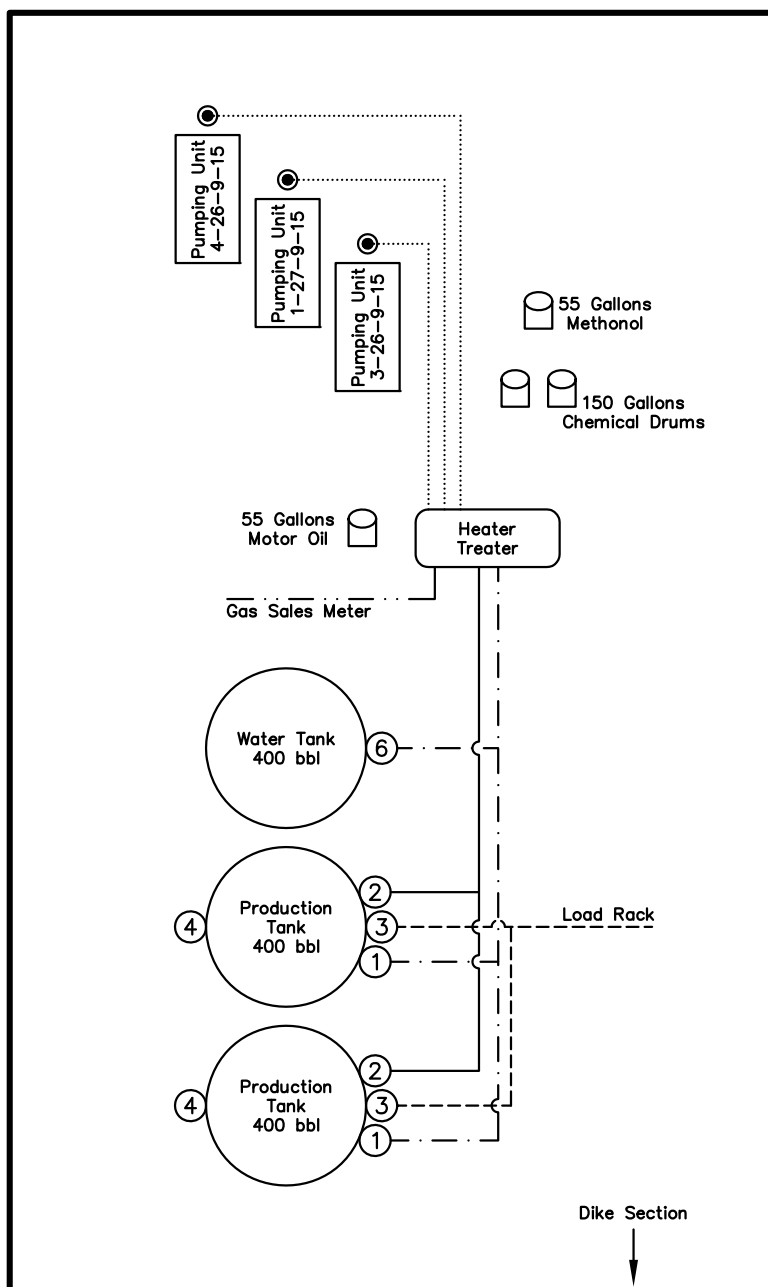 Pumping Unit
4-26-9-15
Pumping Unit
1-27-9-15
Pumping Unit
3-26-9-15
55 Gallons
Methonol
150 Gallons
Chemical Drums
55 Gallons
Motor Oil
Heater
Treater
Gas Sales Meter
Water Tank
400 bbl
6
2
Production
Tank
400 bbl
4
3
Load Rack
1
2
Production
Tank
400 bbl
4
3
1
Dike Section